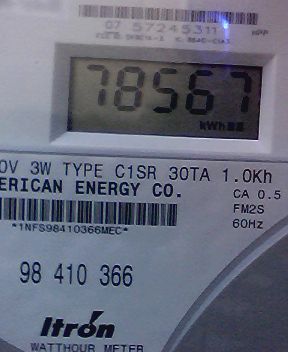 07 57245311
78567
kWh
0V 3W TYPE C1SR 30TA 1.0Kh
ERICAN ENERGY CO.
CA 0.5
FM2S
60Hz
*1NFS98410366MEC*
98 410 366
Itron
WATTHOUR METER